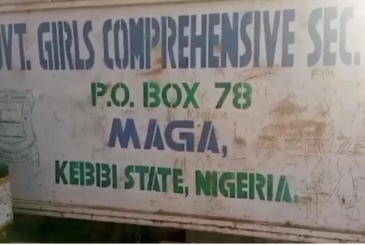 VT. GIRLS COMPREHENSIVE SEC.
P.O. BOX 78
MAGA,
KEBBI STATE, NIGERIA.